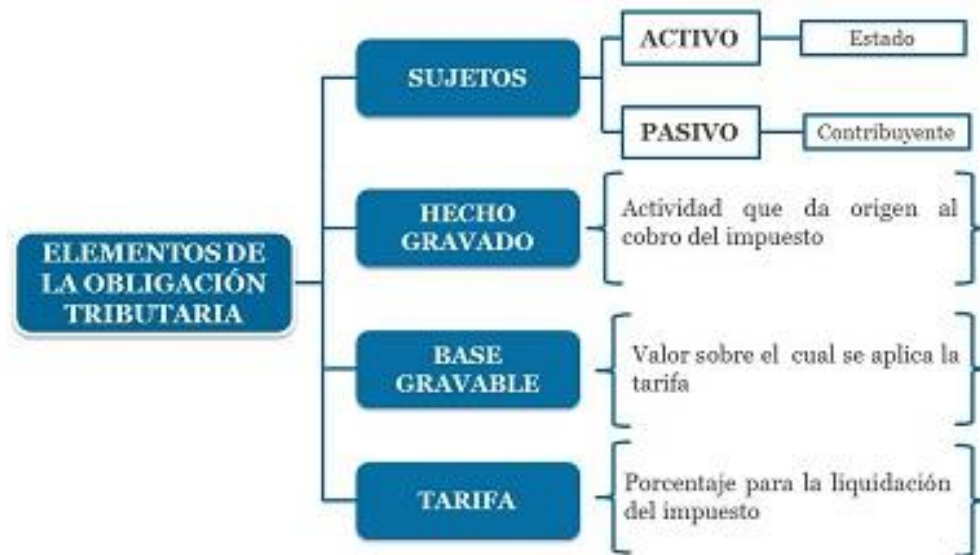 ELEMENTOS DE
LA OBLIGACIÓN
TRIBUTARIA
SUJETOS
ACTIVO
Estado
PASIVO
Contribuyente
HECHO
GRAVADO
Actividad que da origen al
cobro del impuesto
BASE
GRAVABLE
Valor sobre el cual se aplica la
tarifa
TARIFA
Porcentaje para la liquidación
del impuesto